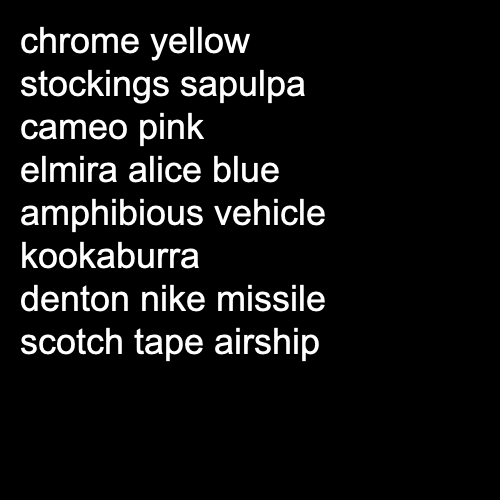 chrome yellow
stockings sapulpa
cameo pink
elmira alice blue
amphibious vehicle
kookaburra
denton nike missile
scotch tape airship